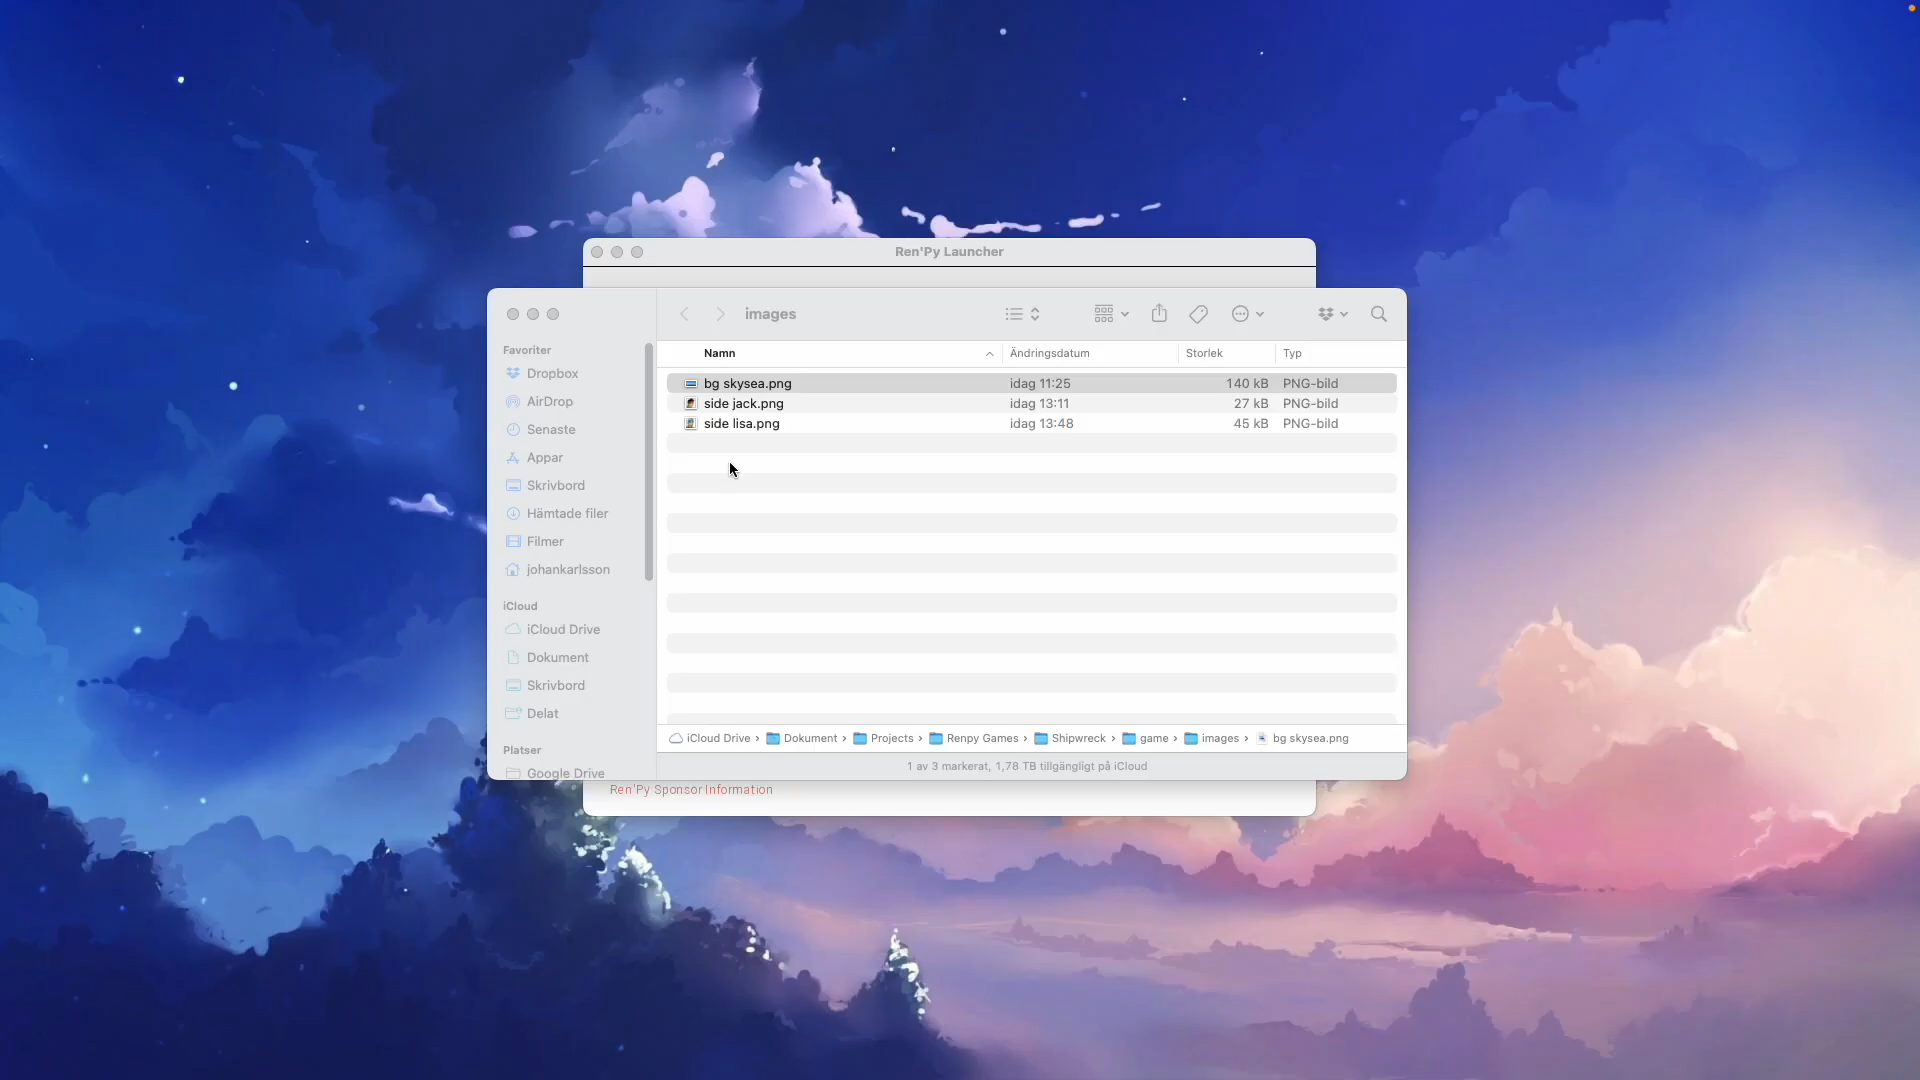 Ren'Py Launcher
images
Favoriter
Dropbox
AirDrop
Senaste
Appar
Skrivbord
Hämtade filer
Filmer
johankarlsson
iCloud
iCloud Drive
Dokument
Skrivbord
Delat
Platser
Google Drive
Namn Ändringsdatum Storlek Typ
bg skysea.png idag 11:25 140 kB PNG-bild
side jack.png idag 13:11 27 kB PNG-bild
side lisa.png idag 13:48 45 kB PNG-bild
iCloud Drive › Dokument › Projects › Renpy Games › Shipwreck › game › images › bg skysea.png
1 av 3 markerat, 1,78 TB tillgängligt på iCloud
Ren'Py Sponsor Information